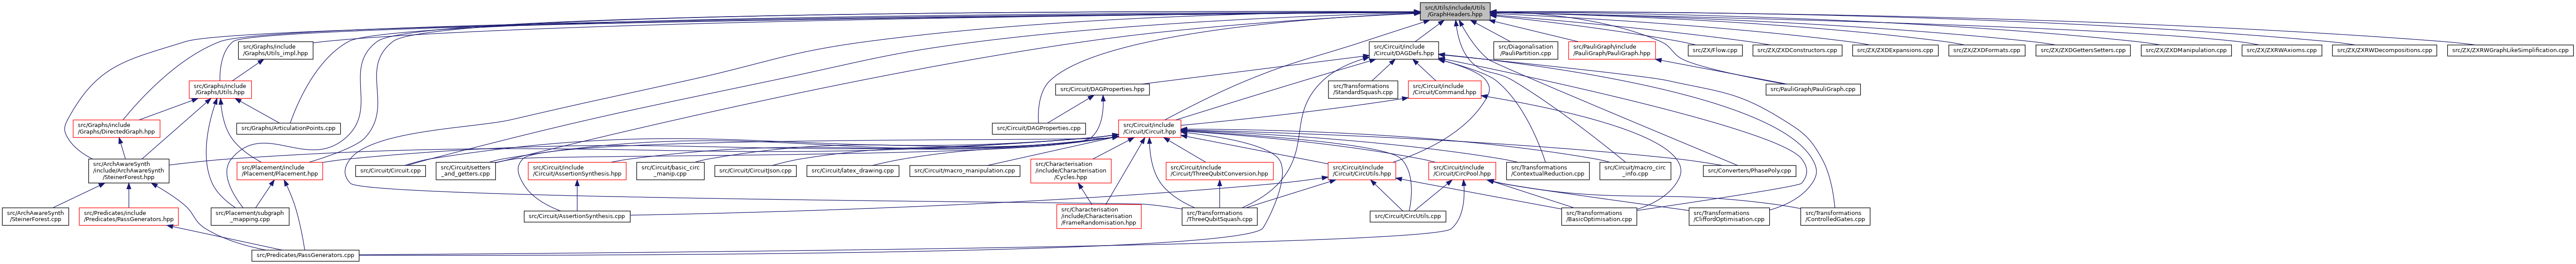 src/Utils/include/Utils
/GraphHeaders.hpp
src/Graphs/include
/Graphs/Utils_impl.hpp
src/Circuit/include
/Circuit/DAGDefs.hpp
src/Diagonalisation
/PauliPartition.cpp
src/PauliGraph/include
/PauliGraph/PauliGraph.hpp
src/ZX/Flow.cpp
src/ZX/ZXDConstructors.cpp
src/ZX/ZXDExpansions.cpp
src/ZX/ZXDFormats.cpp
src/ZX/ZXDGettersSetters.cpp
src/ZX/ZXDManipulation.cpp
src/ZX/ZXRWAxioms.cpp
src/ZX/ZXRWDecompositions.cpp
src/ZX/ZXRWGraphLikeSimplification.cpp
src/Graphs/include
/Graphs/Utils.hpp
src/Circuit/DAGProperties.hpp
src/Transformations
/StandardSquash.cpp
src/Circuit/include
/Circuit/Command.hpp
src/PauliGraph/PauliGraph.cpp
src/Graphs/include
/Graphs/DirectedGraph.hpp
src/Graphs/ArticulationPoints.cpp
src/Circuit/DAGProperties.cpp
src/Circuit/include
/Circuit/Circuit.hpp
src/ArchAwareSynth
/include/ArchAwareSynth
/SteinerForest.hpp
src/Placement/include
/Placement/Placement.hpp
src/Circuit/Circuit.cpp
src/Circuit/setters
_and_getters.cpp
src/Circuit/include
/Circuit/AssertionSynthesis.hpp
src/Circuit/basic_circ
_manip.cpp
src/Circuit/CircuitJson.cpp
src/Circuit/latex_drawing.cpp
src/Circuit/macro_manipulation.cpp
src/Characterisation
/include/Characterisation
/Cycles.hpp
src/Circuit/include
/Circuit/ThreeQubitConversion.hpp
src/Circuit/include
/Circuit/CircUtils.hpp
src/Circuit/include
/Circuit/CircPool.hpp
src/Transformations
/ContextualReduction.cpp
src/Circuit/macro_circ
_info.cpp
src/Converters/PhasePoly.cpp
src/ArchAwareSynth
/SteinerForest.cpp
src/Predicates/include
/Predicates/PassGenerators.hpp
src/Placement/subgraph
_mapping.cpp
src/Circuit/AssertionSynthesis.cpp
src/Characterisation
/include/Characterisation
/FrameRandomisation.hpp
src/Transformations
/ThreeQubitSquash.cpp
src/Circuit/CircUtils.cpp
src/Transformations
/BasicOptimisation.cpp
src/Transformations
/CliffordOptimisation.cpp
src/Transformations
/ControlledGates.cpp
src/Predicates/PassGenerators.cpp